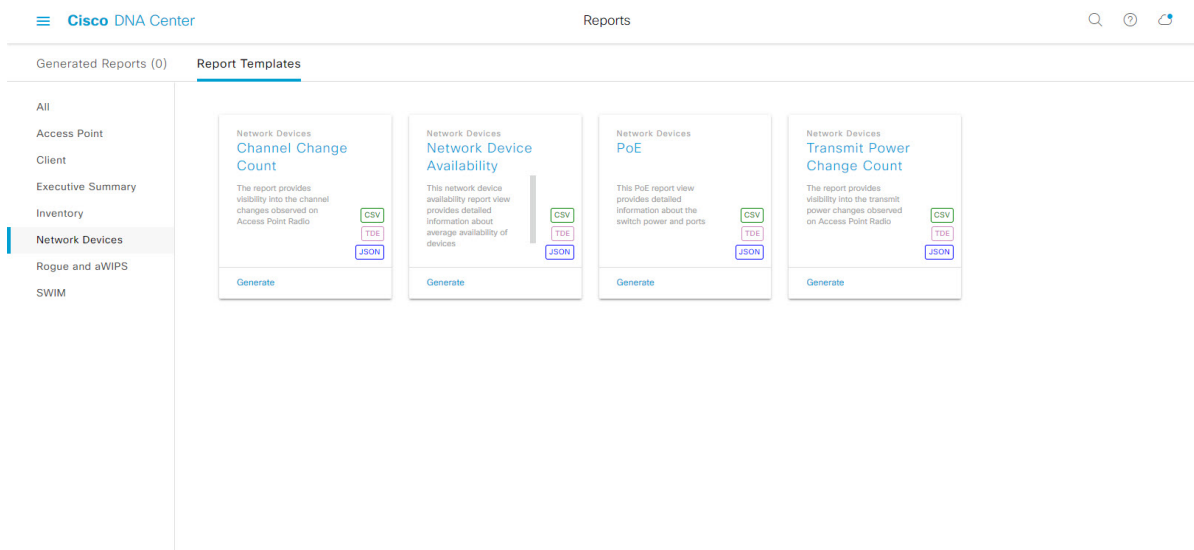 Cisco DNA Center
Reports
Generated Reports (0)
Report Templates
All
Access Point
Client
Executive Summary
Inventory
Network Devices
Rogue and aWIPS
SWIM
Network Devices
Channel Change
Count
The report provides
visibility into the channel
changes observed on
Access Point Radio
CSV
TDE
JSON
Generate
Network Devices
Network Device
Availability
This network device
availability report view
provides detailed
information about
average availability of
devices
CSV
TDE
JSON
Generate
Network Devices
PoE
This PoE report view
provides detailed
information about the
switch power and ports
CSV
TDE
JSON
Generate
Network Devices
Transmit Power
Change Count
The report provides
visibility into the transmit
power changes observed
on Access Point Radio
CSV
TDE
JSON
Generate